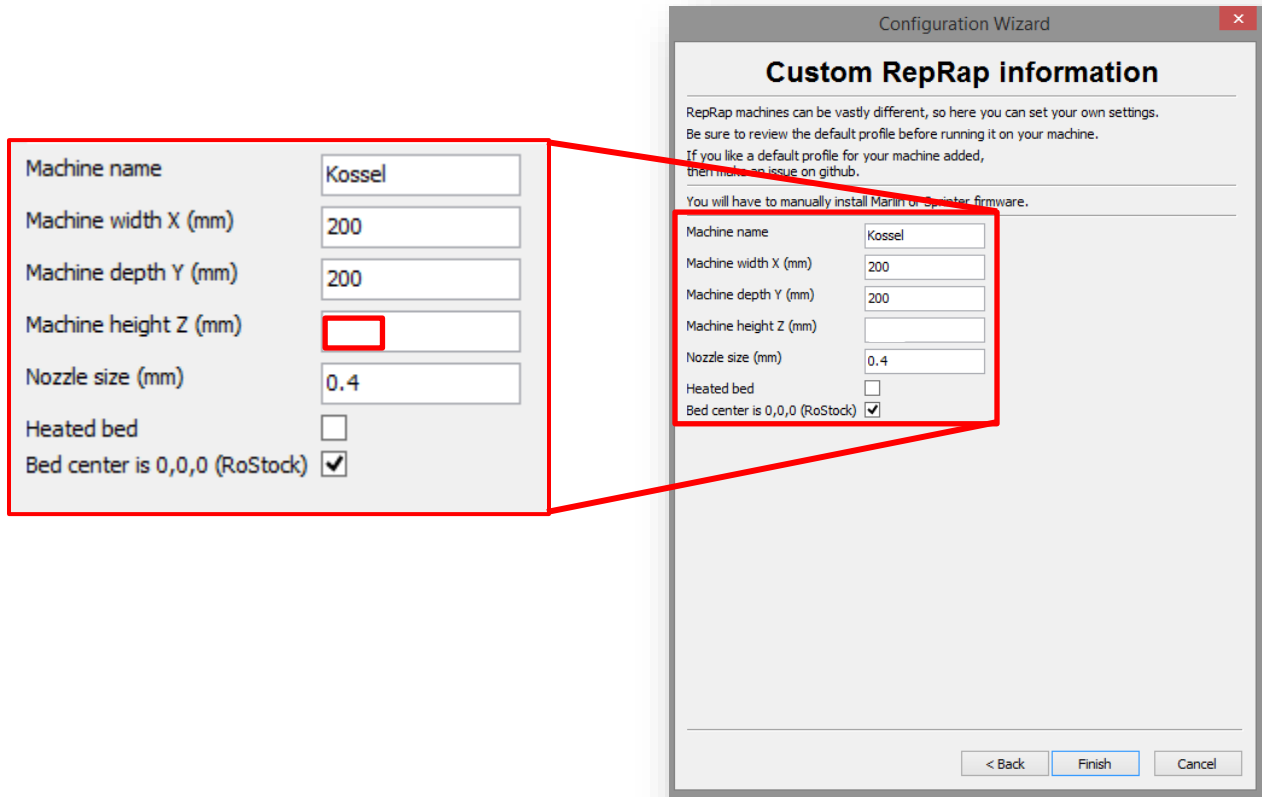 Configuration Wizard
Custom RepRap information
RepRap machines can be vastly different, so here you can set your own settings.
Be sure to review the default profile before running it on your machine.
If you like a default profile for your machine added,
then make an issue on github.
You will have to manually install Marlin or Sprinter firmware.
Machine name Kossel
Machine width X (mm) 200
Machine depth Y (mm) 200
Machine height Z (mm)
Nozzle size (mm) 0.4
Heated bed
Bed center is 0,0,0 (RoStock)
Machine name Kossel
Machine width X (mm) 200
Machine depth Y (mm) 200
Machine height Z (mm)
Nozzle size (mm) 0.4
Heated bed
Bed center is 0,0,0 (RoStock)
< Back Finish Cancel